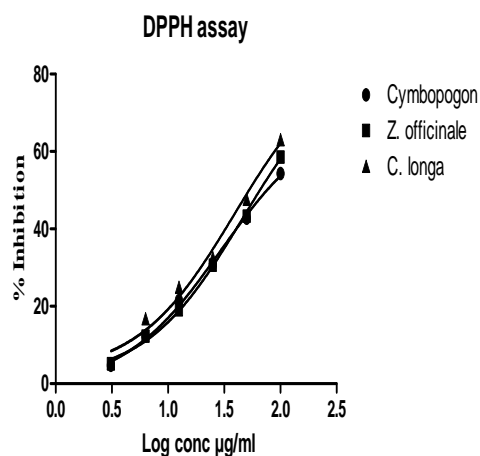 DPPH assay
80
60
40
20
0
% Inhibition
0.0 0.5 1.0 1.5 2.0 2.5
Log conc µg/ml
Cymbopogon
Z. officinale
C. longa